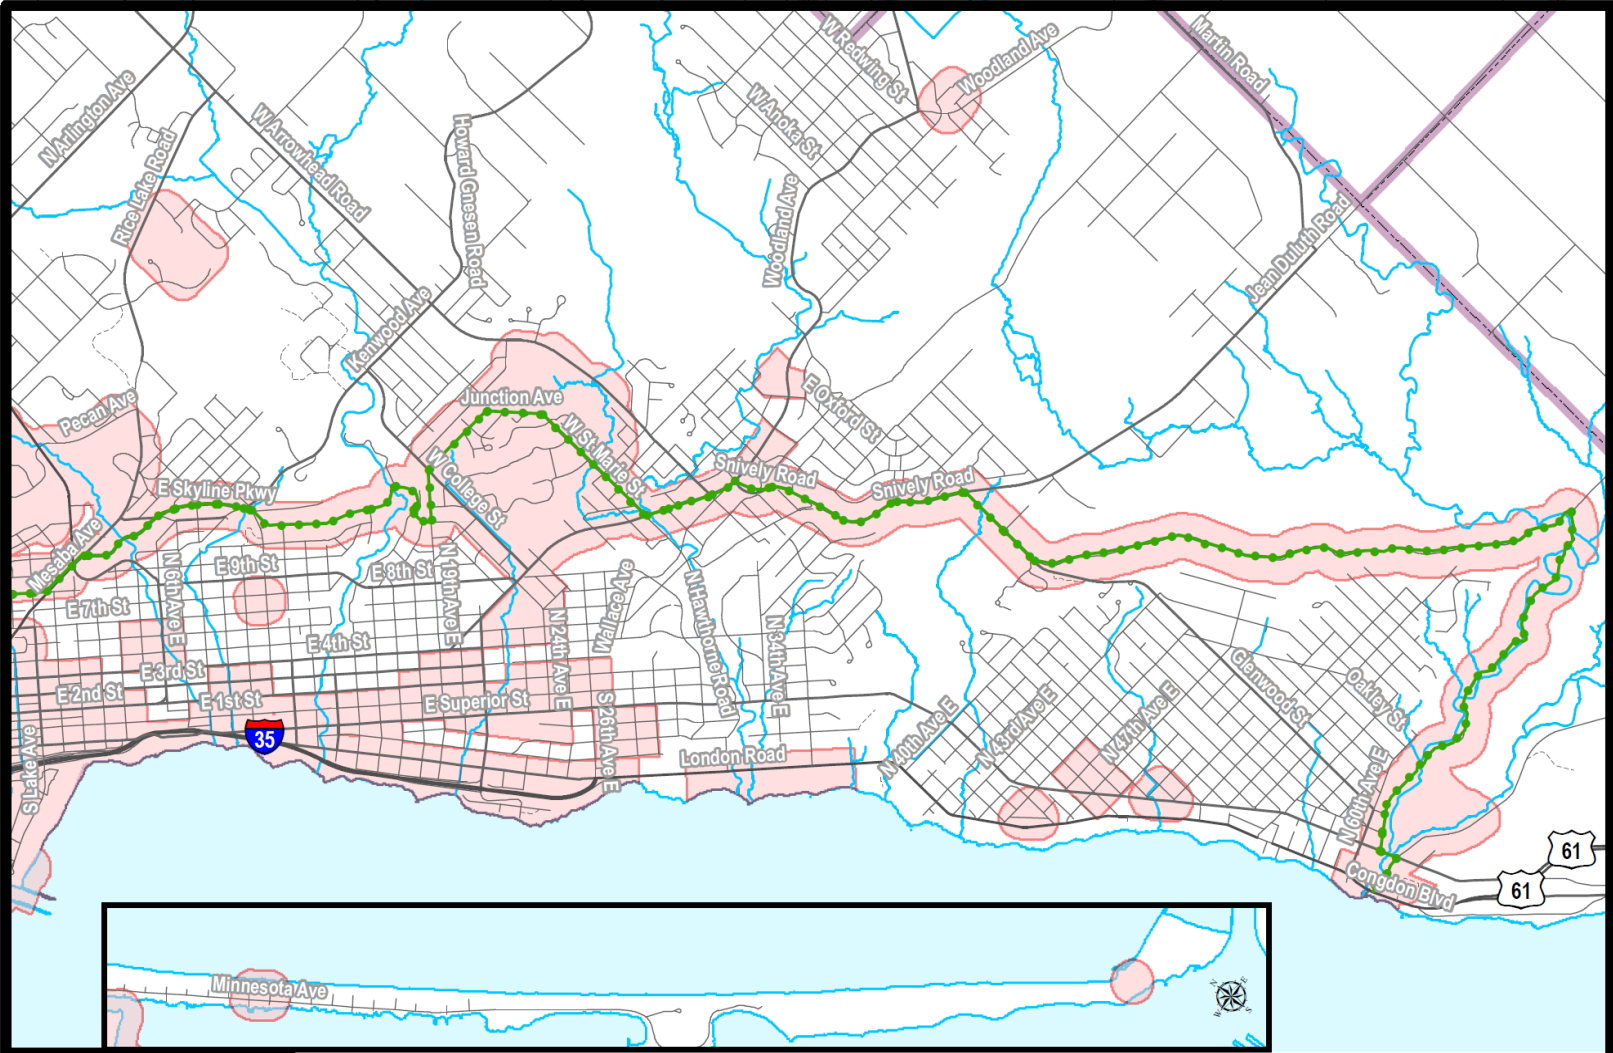 N Arlington Ave
Rice Lake Road
W Arrowhead Road
Howard Gnesen Road
Kenwood Ave
W Redwing St
Woodland Ave
W Anoka St
Woodland Ave
Martin Road
Jean Duluth Road
Pecan Ave
Junction Ave
W St Marie St
E Oxford St
W College St
Snively Road
Snively Road
E Skyline Pkwy
Mesaba Ave
N 6th Ave E
E 9th St
E 8th St
N 19th Ave E
E 7th St
E 4th St
E 3rd St
E 2nd St
E 1st St
E Superior St
N 24th Ave E
Wallace Ave
N Hawthorne Road
N 34th Ave E
S 26th Ave E
London Road
S Lake Ave
35
N 40th Ave E
N 43rd Ave E
N 47th Ave E
Glenwood St
Oakley St
N 60th Ave E
Congdon Blvd
61
61
Minnesota Ave
N
E
W
S